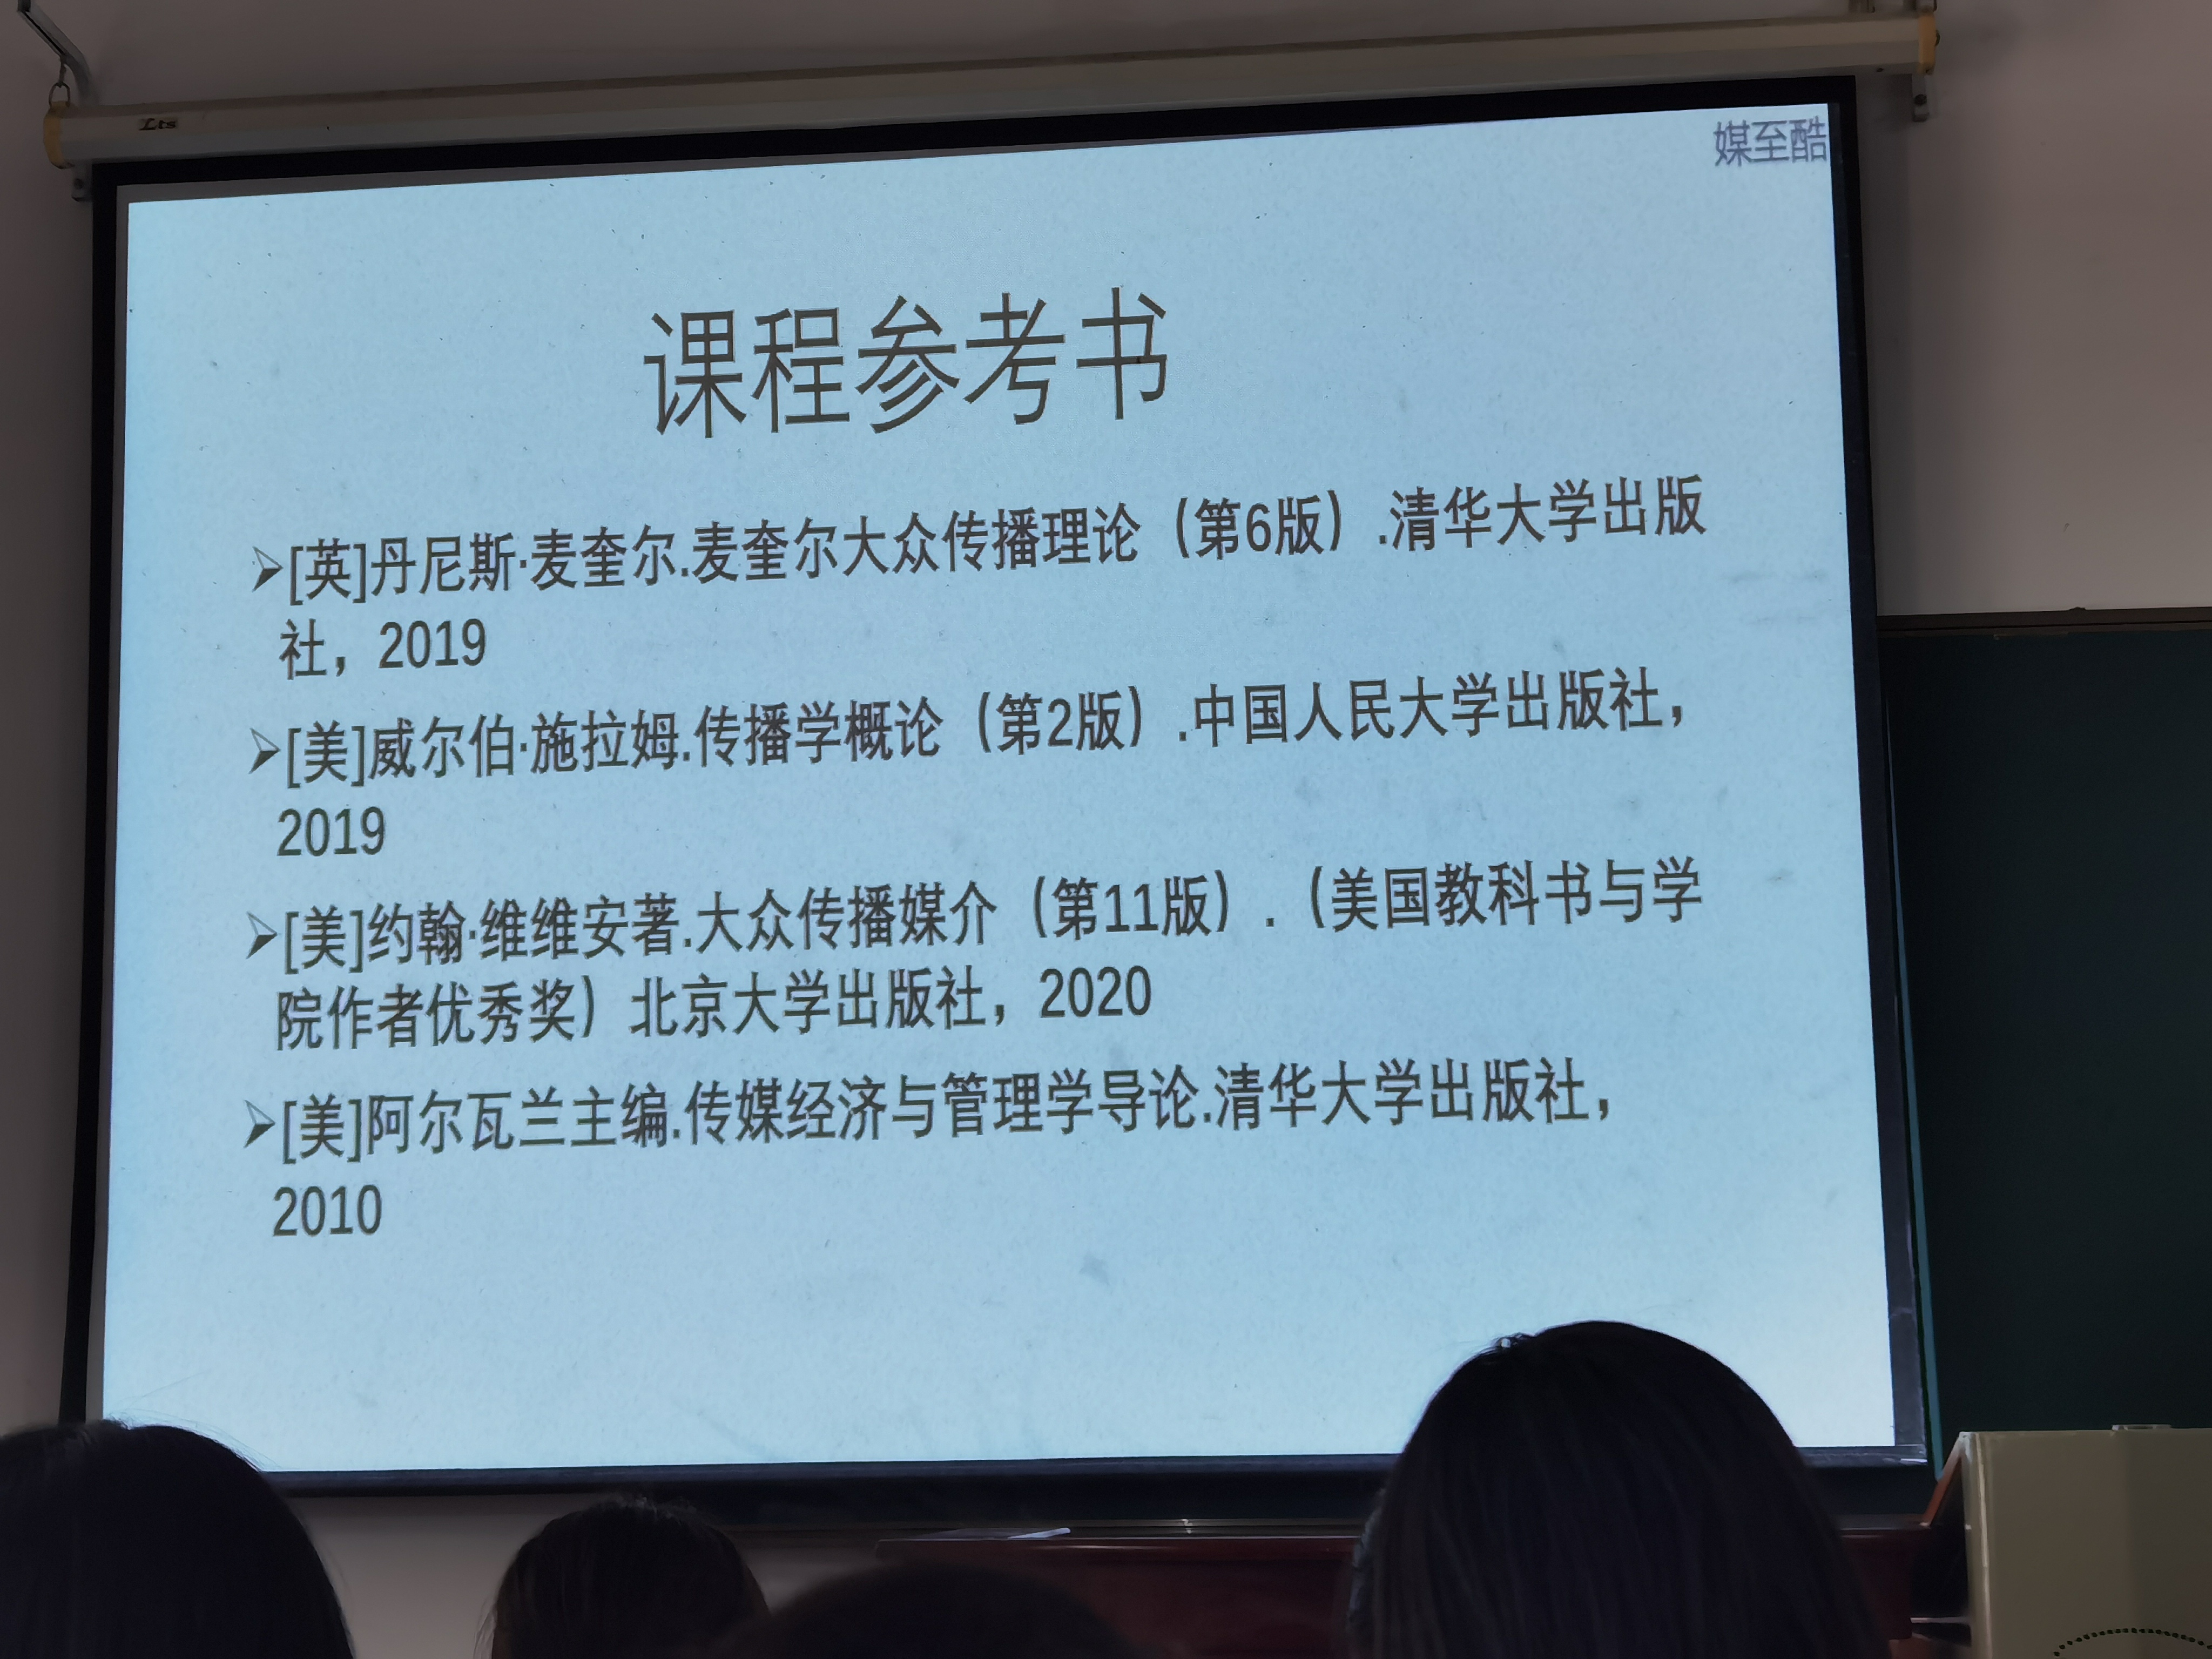 Lts
媒至酷
课程参考书
➢[英]丹尼斯·麦奎尔.麦奎尔大众传播理论（第6版）.清华大学出版
社，2019
➢[美]威尔伯·施拉姆.传播学概论（第2版）.中国人民大学出版社，
2019
➢[美]约翰·维维安著.大众传播媒介（第11版）.（美国教科书与学
院作者优秀奖）北京大学出版社，2020
➢[美]阿尔瓦兰主编.传媒经济与管理学导论.清华大学出版社，
2010